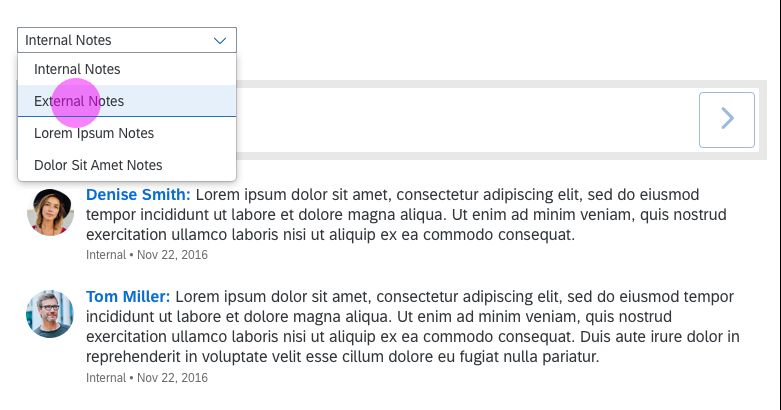 Internal Notes
Internal Notes
External Notes
Lorem Ipsum Notes
Dolor Sit Amet Notes
Denise Smith: Lorem ipsum dolor sit amet, consectetur adipiscing elit, sed do eiusmod
tempor incididunt ut labore et dolore magna aliqua. Ut enim ad minim veniam, quis nostrud
exercitation ullamco laboris nisi ut aliquip ex ea commodo consequat.
Internal • Nov 22, 2016
Tom Miller: Lorem ipsum dolor sit amet, consectetur adipiscing elit, sed do eiusmod tempor
incididunt ut labore et dolore magna aliqua. Ut enim ad minim veniam, quis nostrud
exercitation ullamco laboris nisi ut aliquip ex ea commodo consequat. Duis aute irure dolor in
reprehenderit in voluptate velit esse cillum dolore eu fugiat nulla pariatur.
Internal • Nov 22, 2016